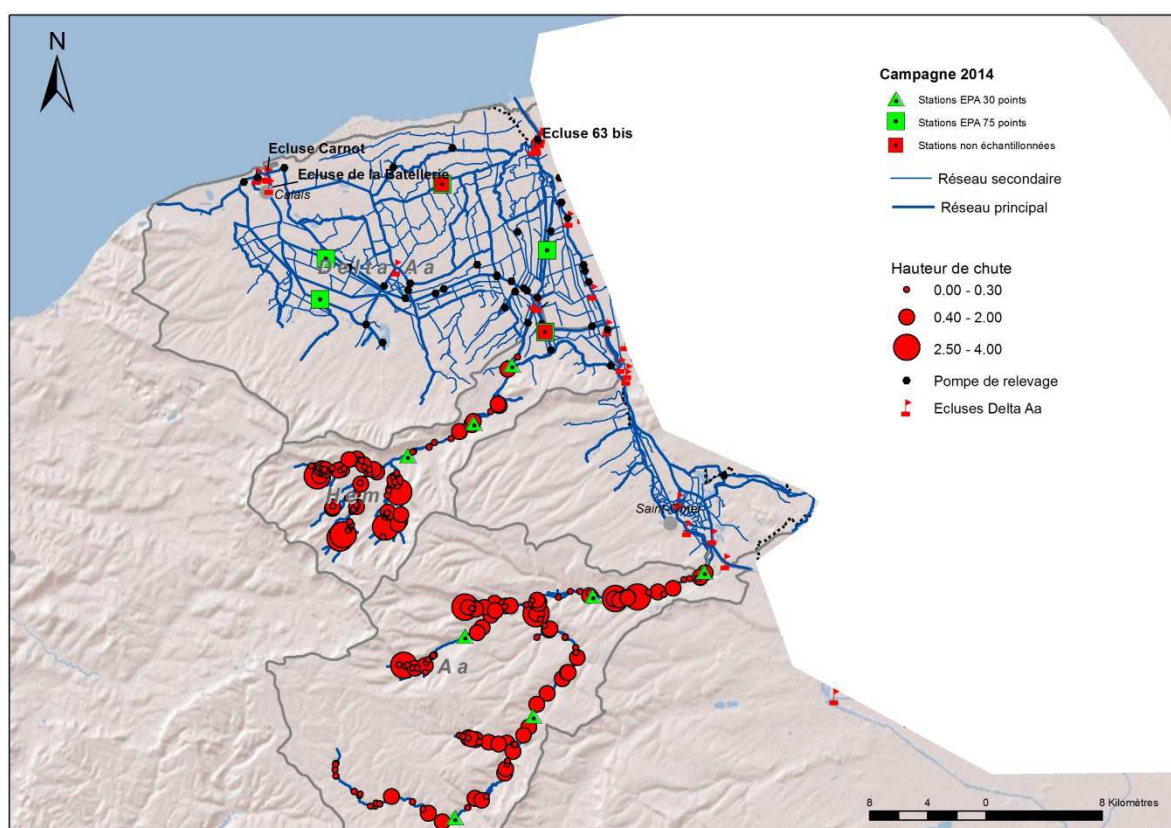 N
Campagne 2014
Stations EPA 30 points
Stations EPA 75 points
Stations non échantillonnées
Réseau secondaire
Réseau principal
Hauteur de chute
0.00 - 0.30
0.40 - 2.00
2.50 - 4.00
Pompe de relevage
Ecluses Delta Aa
Ecluse 63 bis
Ecluse Carnot
Ecluse de la Batellerie
Calais
Delta Aa
Hem
Saint-Omer
Aa
8 4 0 8 Kilomètres